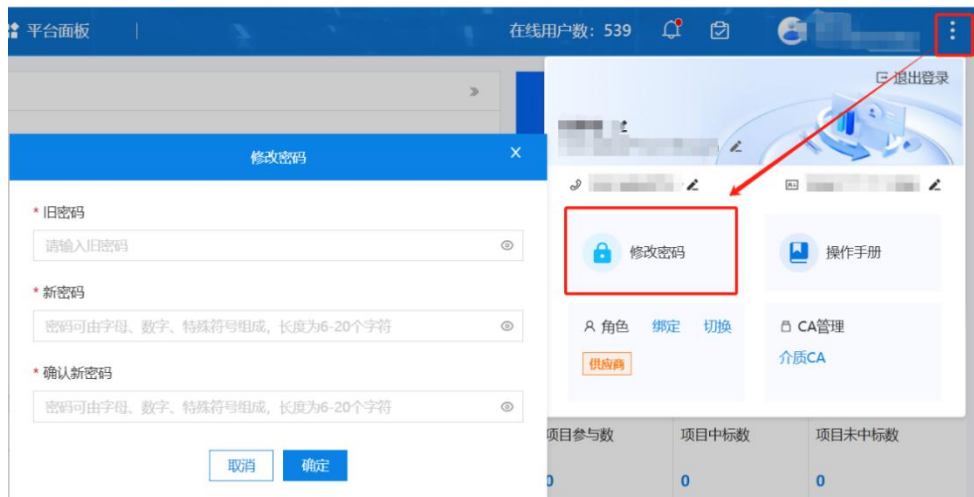 平台面板
在线用户数：539
退出登录
修改密码
* 旧密码
请输入旧密码
* 新密码
密码可由字母、数字、特殊符号组成，长度为6-20个字符
* 确认新密码
密码可由字母、数字、特殊符号组成，长度为6-20个字符
取消 确定
修改密码
操作手册
角色 绑定 切换
供应商
CA管理
介质CA
项目参与数 项目中标数 项目未中标数
0 0 0